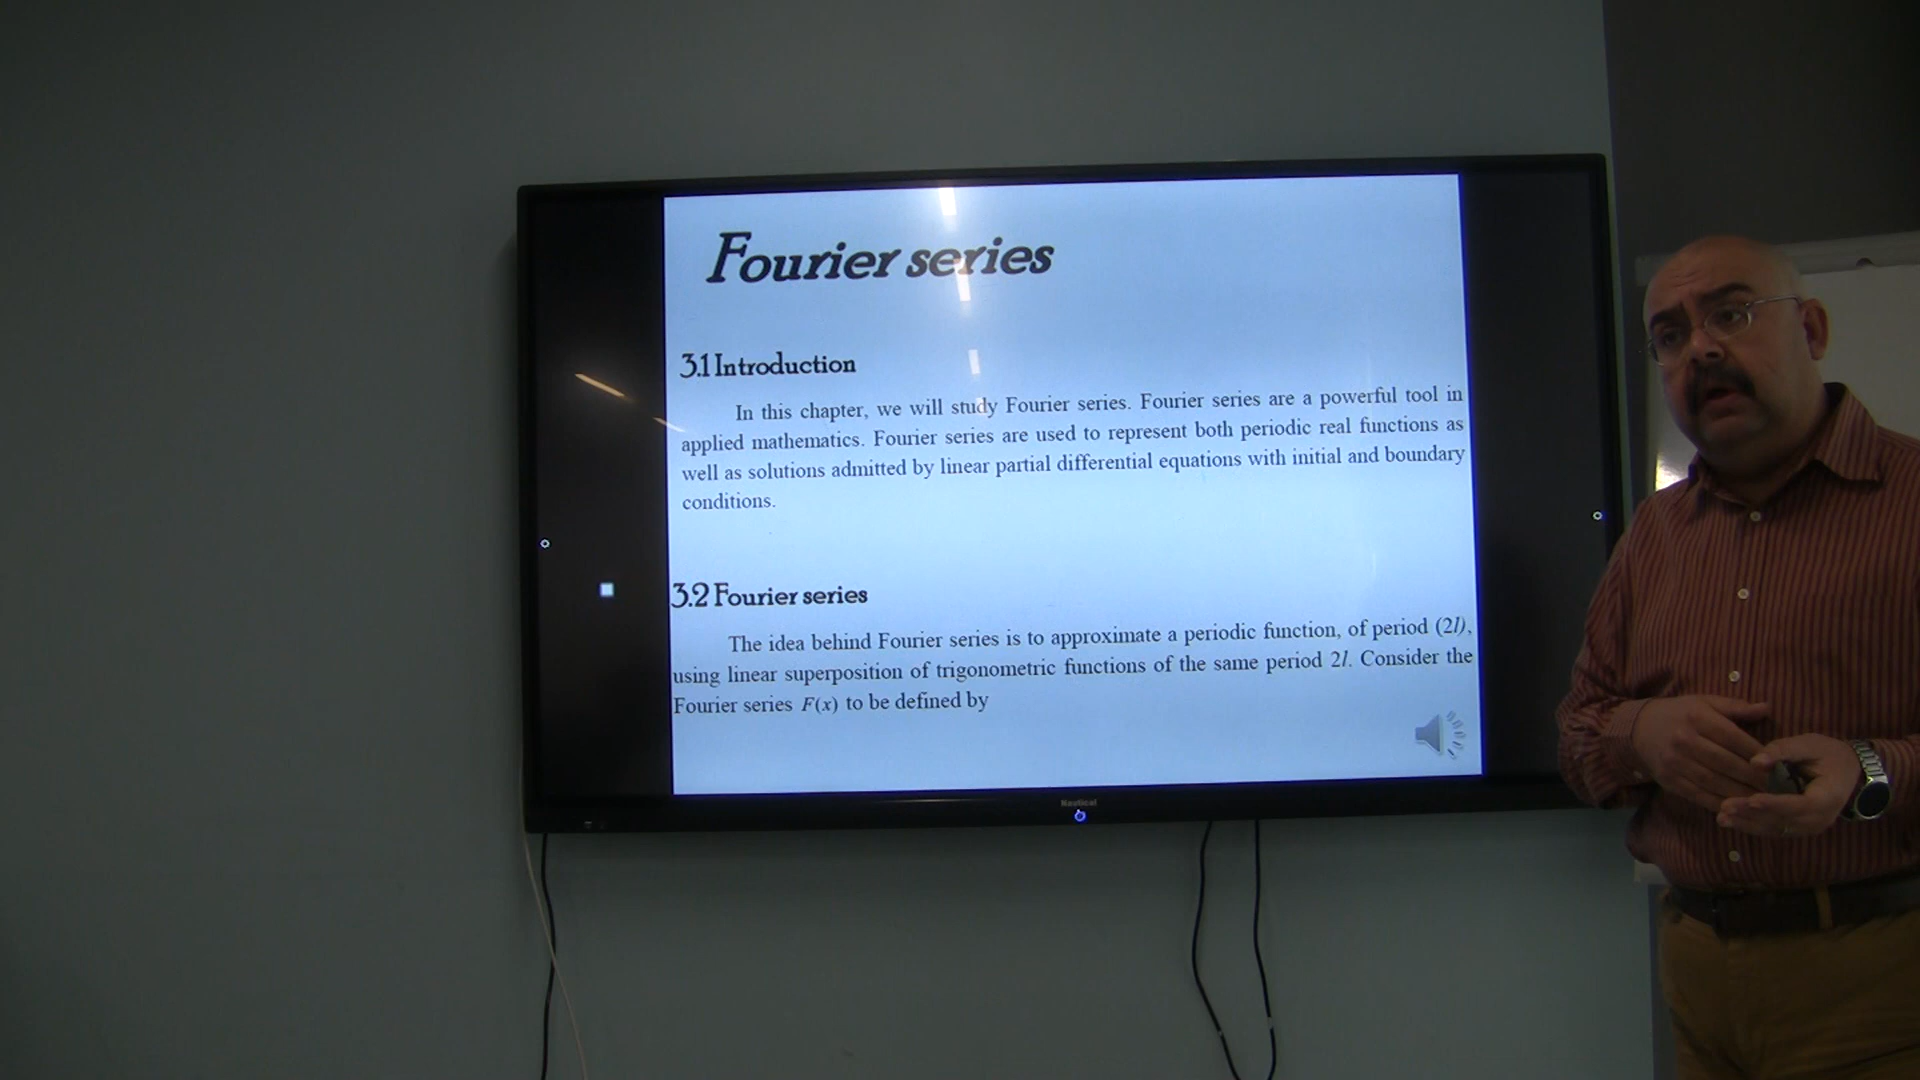 Fourier series
3.1 Introduction
In this chapter, we will study Fourier series. Fourier series are a powerful tool in
applied mathematics. Fourier series are used to represent both periodic real functions as
well as solutions admitted by linear partial differential equations with initial and boundary
conditions.
3.2 Fourier series
The idea behind Fourier series is to approximate a periodic function, of period (2l),
using linear superposition of trigonometric functions of the same period 2l. Consider the
Fourier series F(x) to be defined by